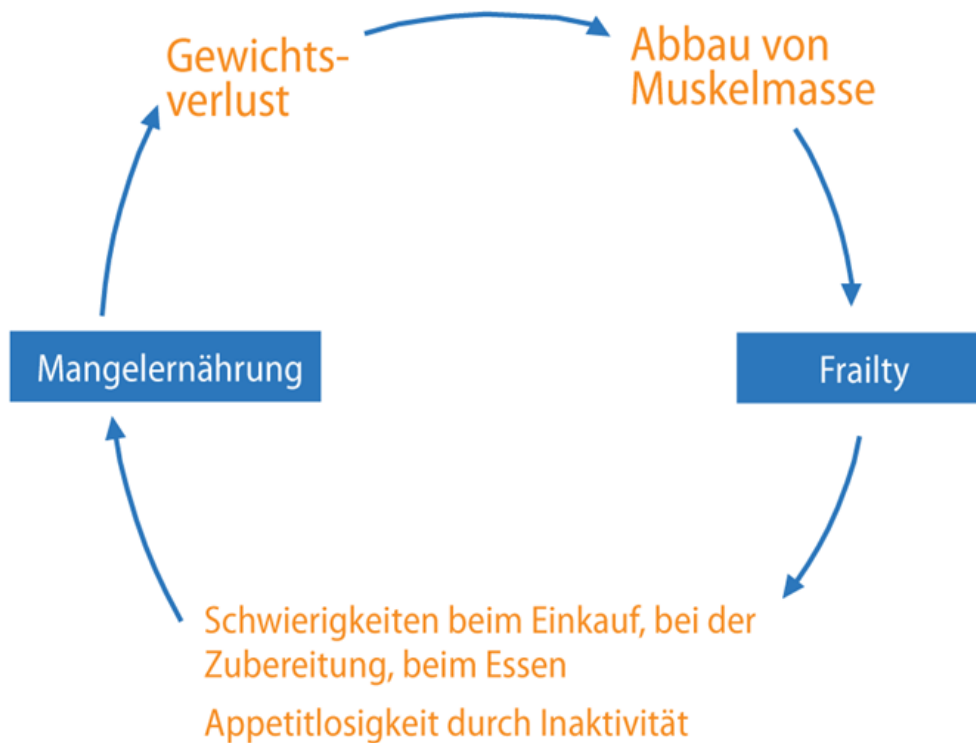 Gewichts-
verlust
Abbau von
Muskelmasse
Mangelernährung
Frailty
Schwierigkeiten beim Einkauf, bei der
Zubereitung, beim Essen
Appetitlosigkeit durch Inaktivität